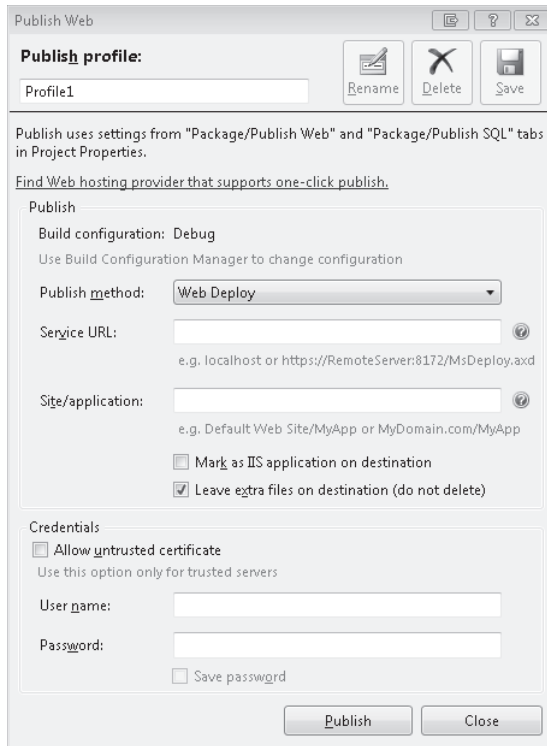 Publish Web
Publish profile:
Profile1
Rename
Delete
Save
Publish uses settings from "Package/Publish Web" and "Package/Publish SQL" tabs
in Project Properties.
Find Web hosting provider that supports one-click publish.
Publish
Build configuration: Debug
Use Build Configuration Manager to change configuration
Publish method: Web Deploy
Service URL:
e.g. localhost or https://RemoteServer:8172/MsDeploy.axd
Site/application:
e.g. Default Web Site/MyApp or MyDomain.com/MyApp
Mark as IIS application on destination
Leave extra files on destination (do not delete)
Credentials
Allow untrusted certificate
Use this option only for trusted servers
User name:
Password:
Save password
Publish
Close